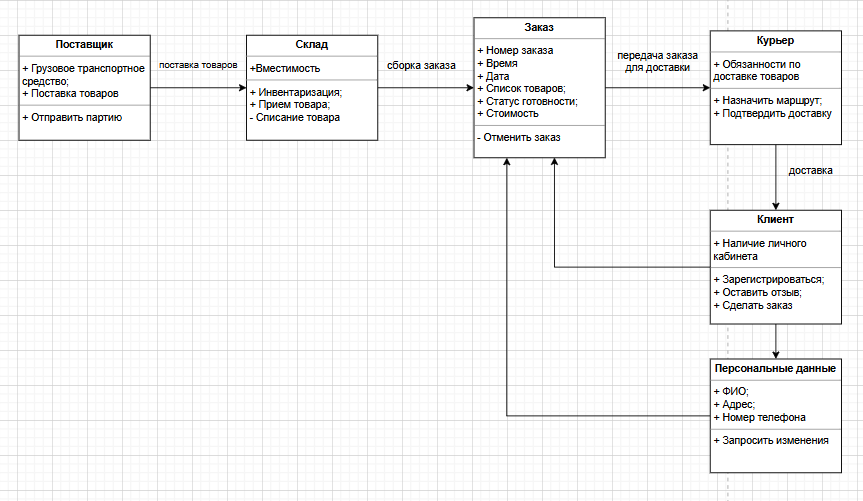 Поставщик
+ Грузовое транспортное
средство;
+ Поставка товаров
+ Отправить партию
поставка товаров
Склад
+Вместимость
+ Инвентаризация;
+ Прием товара;
- Списание товара
сборка заказа
Заказ
+ Номер заказа
+ Время
+ Дата
+ Список товаров;
+ Статус готовности;
+ Стоимость
- Отменить заказ
передача заказа
для доставки
Курьер
+ Обязанности по
доставке товаров
+ Назначить маршрут;
+ Подтвердить доставку
доставка
Клиент
+ Наличие личного
кабинета
+ Зарегистрироваться;
+ Оставить отзыв;
+ Сделать заказ
Персональные данные
+ ФИО;
+ Адрес;
+ Номер телефона
+ Запросить изменения